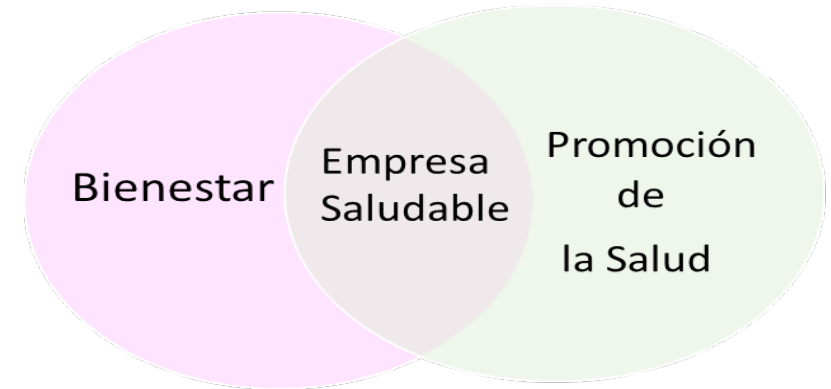 Bienestar
Empresa
Saludable
Promoción
de
la Salud